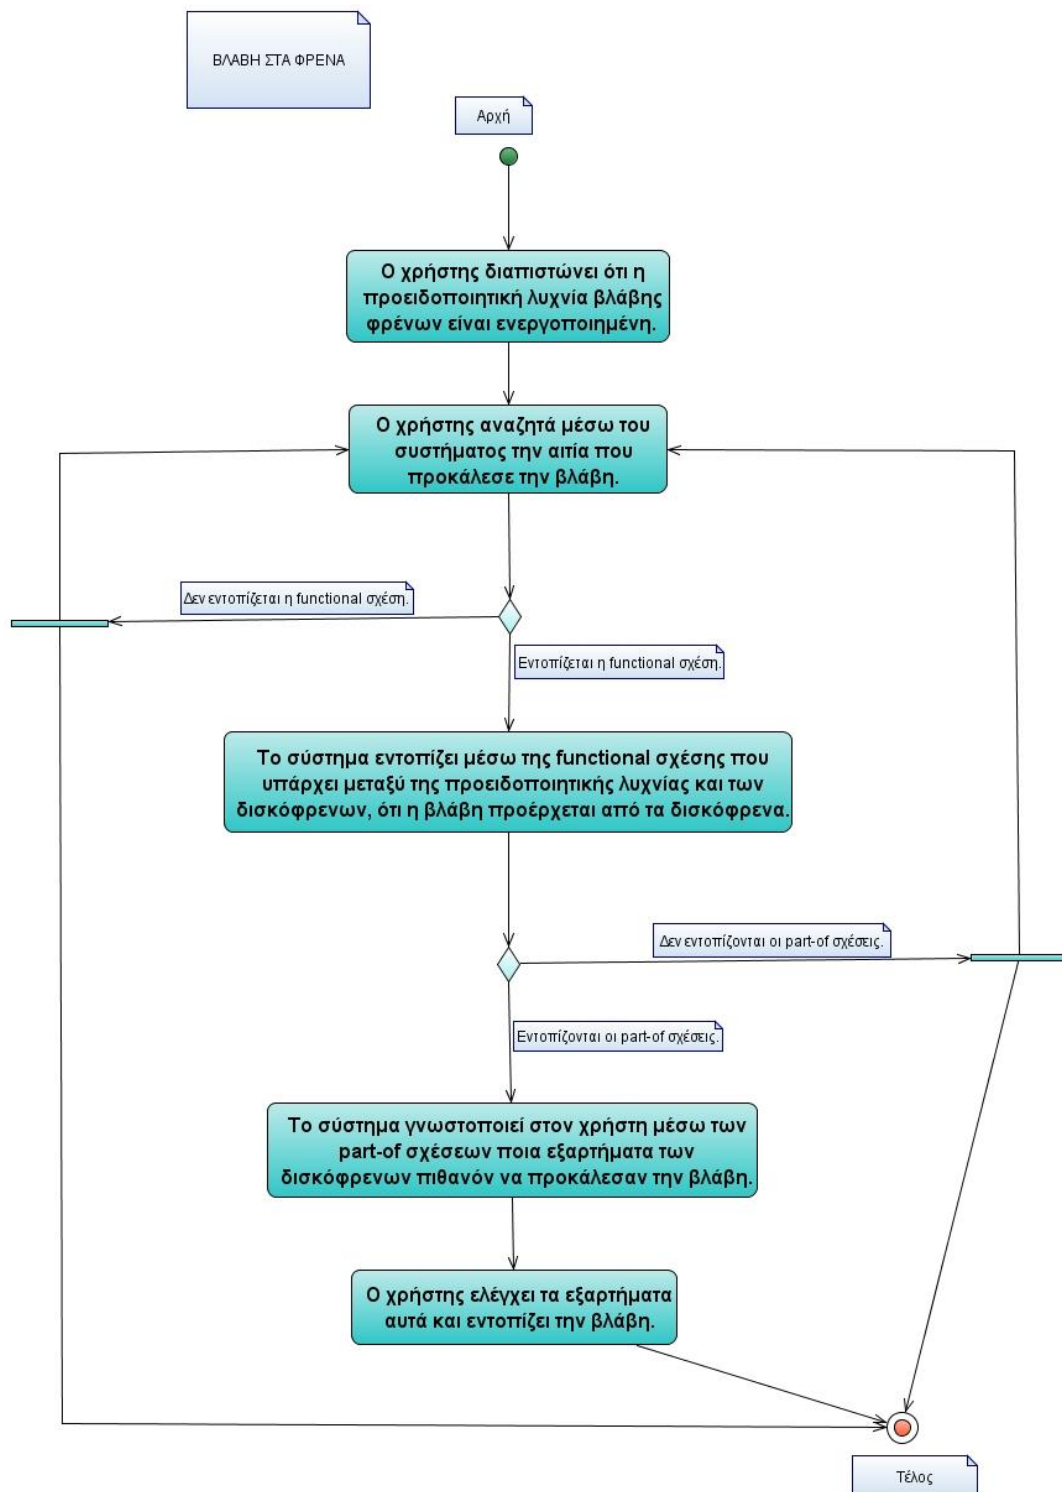 ΒΛΑΒΗ ΣΤΑ ΦΡΕΝΑ
Αρχή
Ο χρήστης διαπιστώνει ότι η
προειδοποιητική λυχνία βλάβης
φρένων είναι ενεργοποιημένη.
Ο χρήστης αναζητά μέσω του
συστήματος την αιτία που
προκάλεσε την βλάβη.
Δεν εντοπίζεται η functional σχέση.
Εντοπίζεται η functional σχέση.
Το σύστημα εντοπίζει μέσω της functional σχέσης που
υπάρχει μεταξύ της προειδοποιητικής λυχνίας και των
δισκόφρενων, ότι η βλάβη προέρχεται από τα δισκόφρενα.
Δεν εντοπίζονται οι part-of σχέσεις.
Εντοπίζονται οι part-of σχέσεις.
Το σύστημα γνωστοποιεί στον χρήστη μέσω των
part-of σχέσεων ποια εξαρτήματα των
δισκόφρενων πιθανόν να προκάλεσαν την βλάβη.
Ο χρήστης ελέγχει τα εξαρτήματα
αυτά και εντοπίζει την βλάβη.
Τέλος